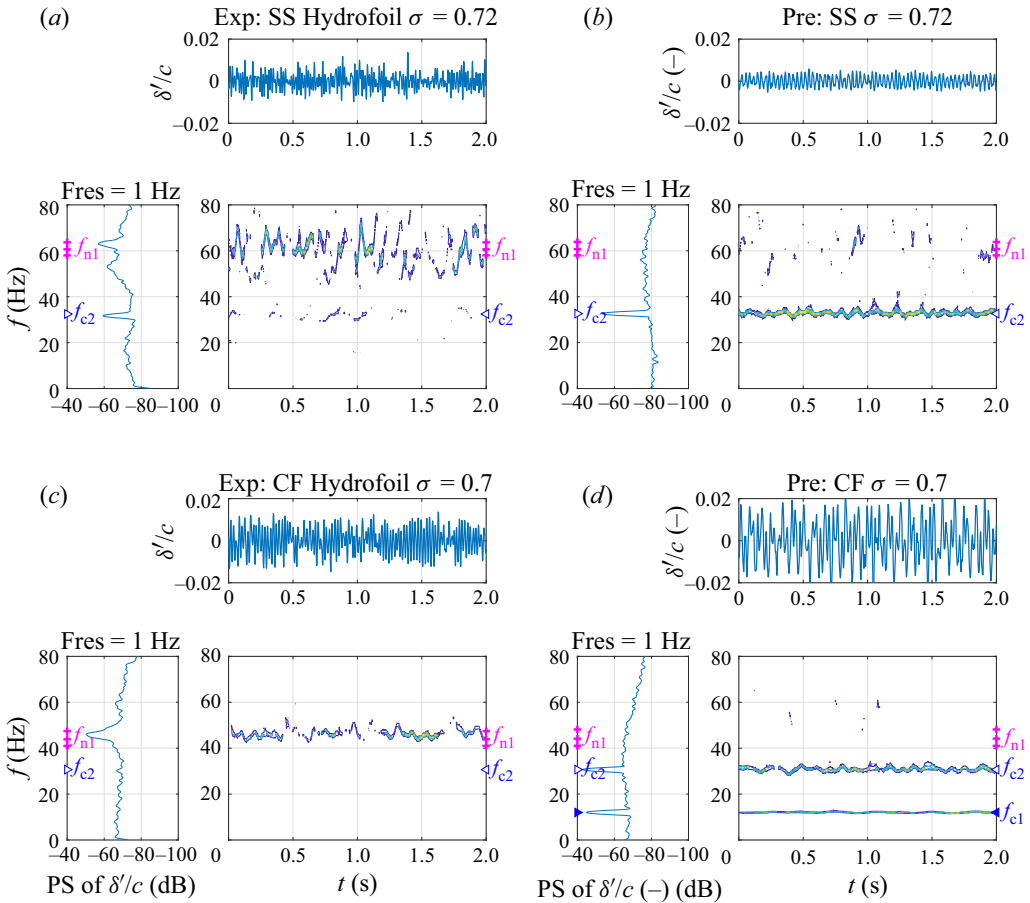 (a)
Exp: SS Hydrofoil σ = 0.72
0.02
0
−0.02
δ′/c
0 0.5 1.0 1.5 2.0
Fres = 1 Hz
80
60
40
20
0
f (Hz)
f_n1
f_c2
−40 −60 −80 −100
80
60
40
20
f_n1
f_c2
0 0.5 1.0 1.5 2.0
(b)
Pre: SS σ = 0.72
0.02
0
−0.02
δ′/c (−)
0 0.5 1.0 1.5 2.0
Fres = 1 Hz
80
60
40
20
0
f_n1
f_c2
−40 −60 −80 −100
80
60
40
20
f_n1
f_c2
0 0.5 1.0 1.5 2.0
(c)
Exp: CF Hydrofoil σ = 0.7
0.02
0
−0.02
δ′/c
0 0.5 1.0 1.5 2.0
Fres = 1 Hz
80
60
40
20
0
f (Hz)
f_n1
f_c2
−40 −60 −80 −100
PS of δ′/c (dB)
80
60
40
20
f_n1
f_c2
0 0.5 1.0 1.5 2.0
t (s)
(d)
Pre: CF σ = 0.7
0.02
0
−0.02
δ′/c (−)
0 0.5 1.0 1.5 2.0
Fres = 1 Hz
80
60
40
20
0
f_n1
f_c2
−40 −60 −80 −100
PS of δ′/c (−) (dB)
80
60
40
20
f_n1
f_c2
f_c1
0 0.5 1.0 1.5 2.0
t (s)